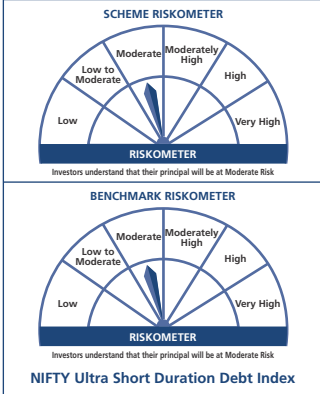 SCHEME RISKOMETER
Low
Low to
Moderate
Moderate
Moderately
High
High
Very High
RISKOMETER
Investors understand that their principal will be at Moderate Risk
BENCHMARK RISKOMETER
Low
Low to
Moderate
Moderate
Moderately
High
High
Very High
RISKOMETER
Investors understand that their principal will be at Moderate Risk
NIFTY Ultra Short Duration Debt Index